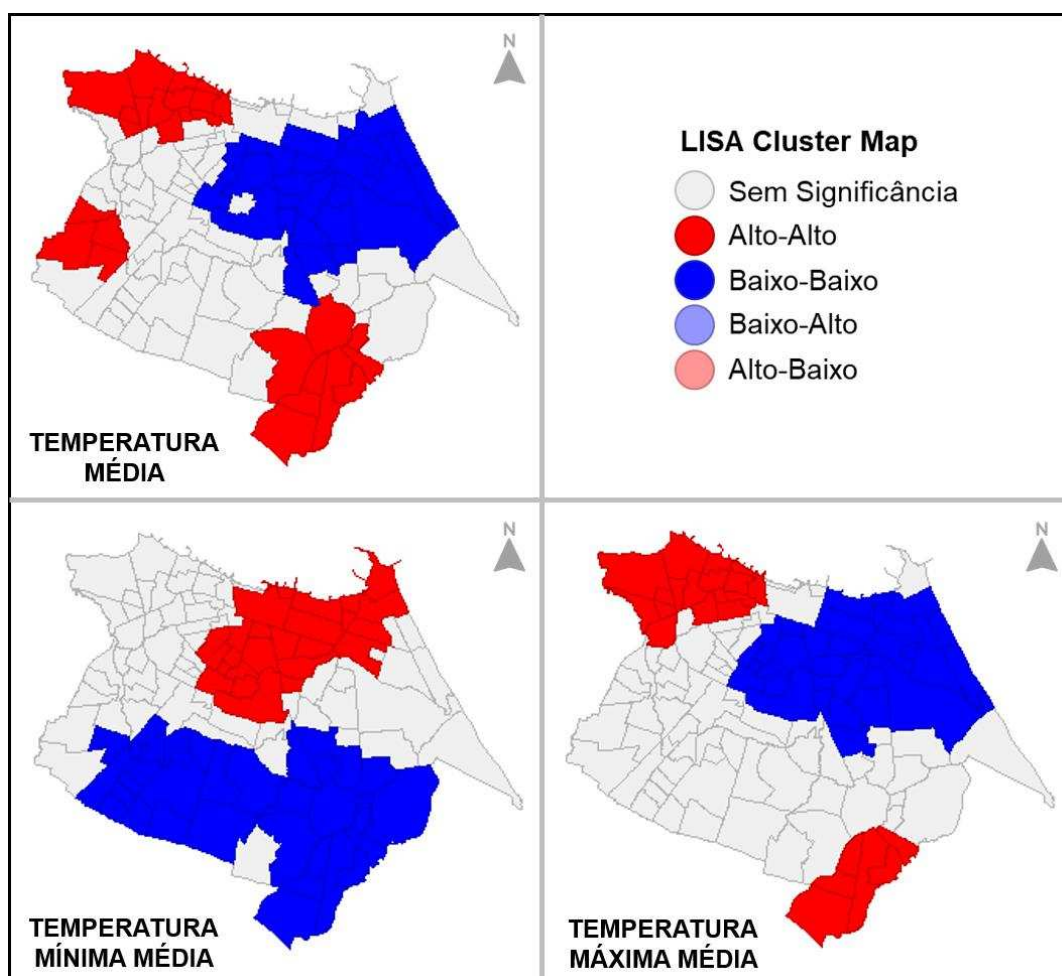 N
LISA Cluster Map
Sem Significância
Alto-Alto
Baixo-Baixo
Baixo-Alto
Alto-Baixo
TEMPERATURA
MÉDIA
N
N
TEMPERATURA
MÍNIMA MÉDIA
TEMPERATURA
MÁXIMA MÉDIA